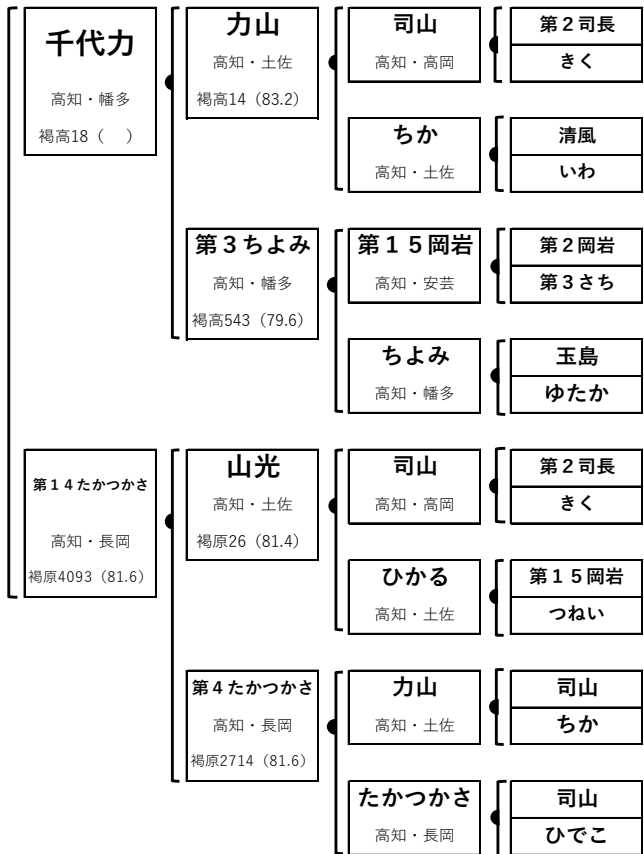 千代力
高知・幡多
褐高18（　）
力山
高知・土佐
褐高14（83.2）
司山
高知・高岡
第２司長
きく
ちか
高知・土佐
清風
いわ
第３ちよみ
高知・幡多
褐高543（79.6）
第１５岡岩
高知・安芸
第２岡岩
第３さち
ちよみ
高知・幡多
玉島
ゆたか
第１４たかつかさ
高知・長岡
褐原4093（81.6）
山光
高知・土佐
褐原26（81.4）
司山
高知・高岡
第２司長
きく
ひかる
高知・土佐
第１５岡岩
つねい
第４たかつかさ
高知・長岡
褐原2714（81.6）
力山
高知・土佐
司山
ちか
たかつかさ
高知・長岡
司山
ひでこ